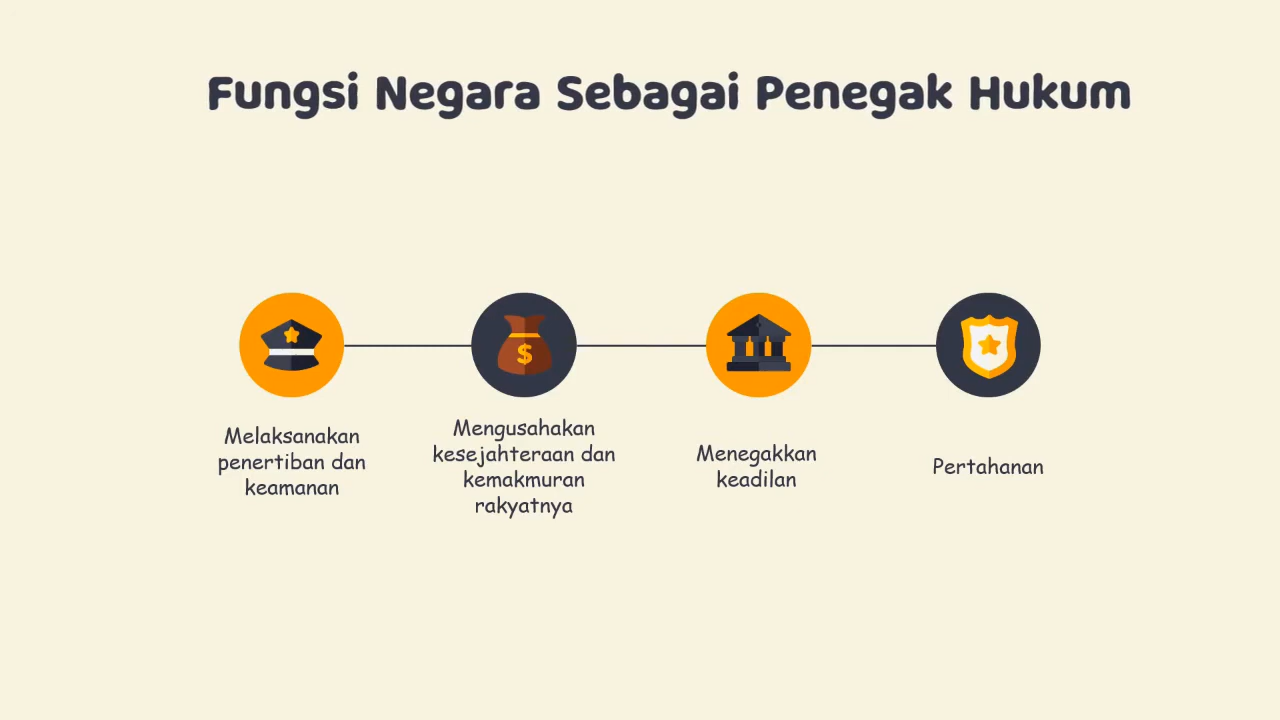 Fungsi Negara Sebagai Penegak Hukum
$
Melaksanakan
penertiban dan
keamanan
Mengusahakan
kesejahteraan dan
kemakmuran
rakyatnya
Menegakkan
keadilan
Pertahanan